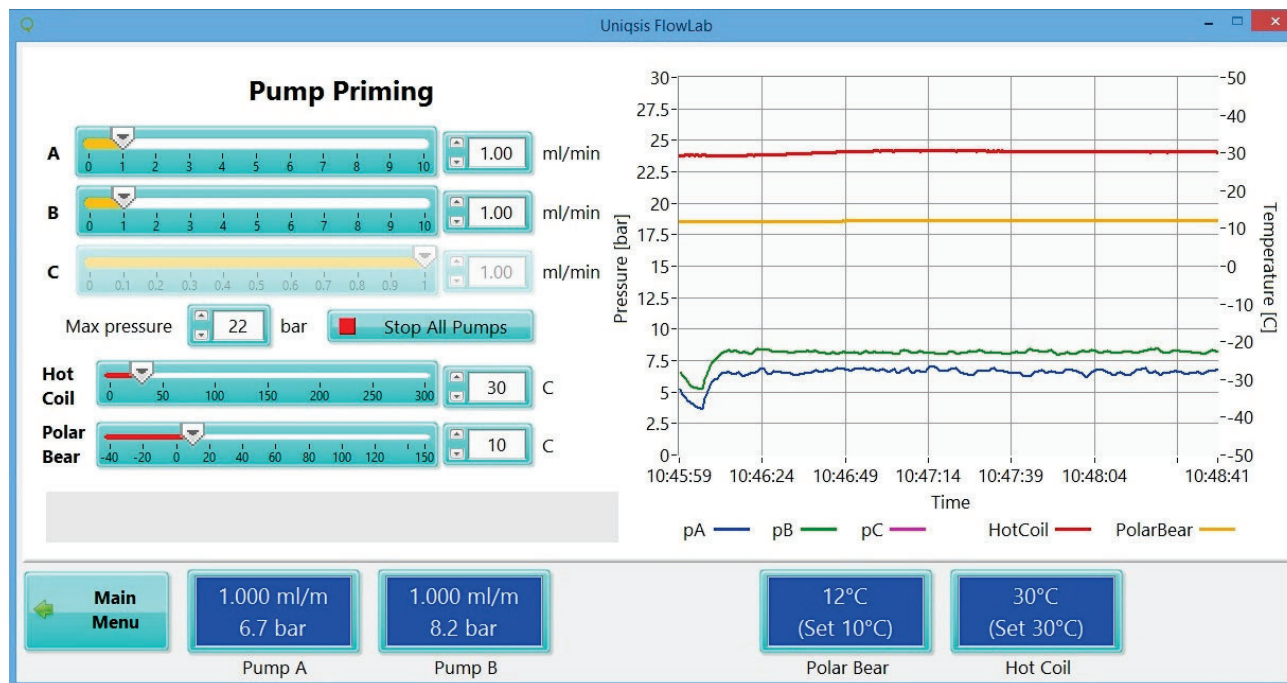 Uniqsis FlowLab
Pump Priming
A
0 1 2 3 4 5 6 7 8 9 10
1.00 ml/min
B
0 1 2 3 4 5 6 7 8 9 10
1.00 ml/min
C
0 0.1 0.2 0.3 0.4 0.5 0.6 0.7 0.8 0.9 1
1.00 ml/min
Max pressure 22 bar Stop All Pumps
Hot
Coil
0 50 100 150 200 250 300
30 C
Polar
Bear
-40 -20 0 20 40 60 80 100 120 150
10 C
Pressure [bar]
30
27.5
25
22.5
20
17.5
15
12.5
10
7.5
5
2.5
0
50
40
30
20
10
0
-10
-20
-30
-40
-50
Temperature [C]
10:45:59 10:46:24 10:46:49 10:47:14 10:47:39 10:48:04 10:48:41
Time
pA pB pC HotCoil PolarBear
Main
Menu
1.000 ml/m
6.7 bar
Pump A
1.000 ml/m
8.2 bar
Pump B
12°C
(Set 10°C)
Polar Bear
30°C
(Set 30°C)
Hot Coil